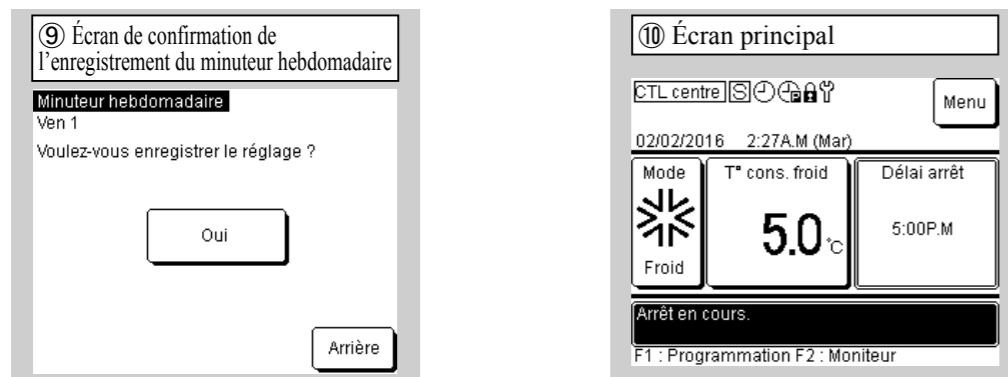 ⑨ Écran de confirmation de
l'enregistrement du minuteur hebdomadaire
Minuteur hebdomadaire
Ven 1
Voulez-vous enregistrer le réglage ?
Oui
Arrière
⑩ Écran principal
CTL centre S
Menu
02/02/2016 2:27A.M (Mar)
Mode
Froid
T° cons. froid
5.0 °C
Délai arrêt
5:00P.M
Arrêt en cours.
F1 : Programmation F2 : Moniteur